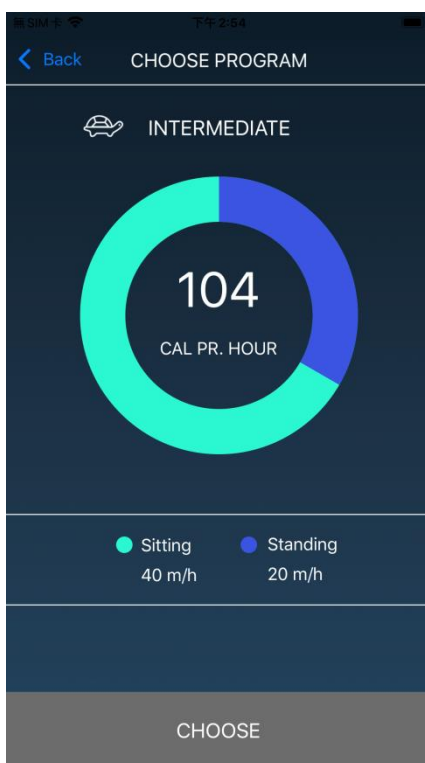 無SIM卡 下午2:54
Back CHOOSE PROGRAM
INTERMEDIATE
104
CAL PR. HOUR
Sitting Standing
40 m/h 20 m/h
CHOOSE